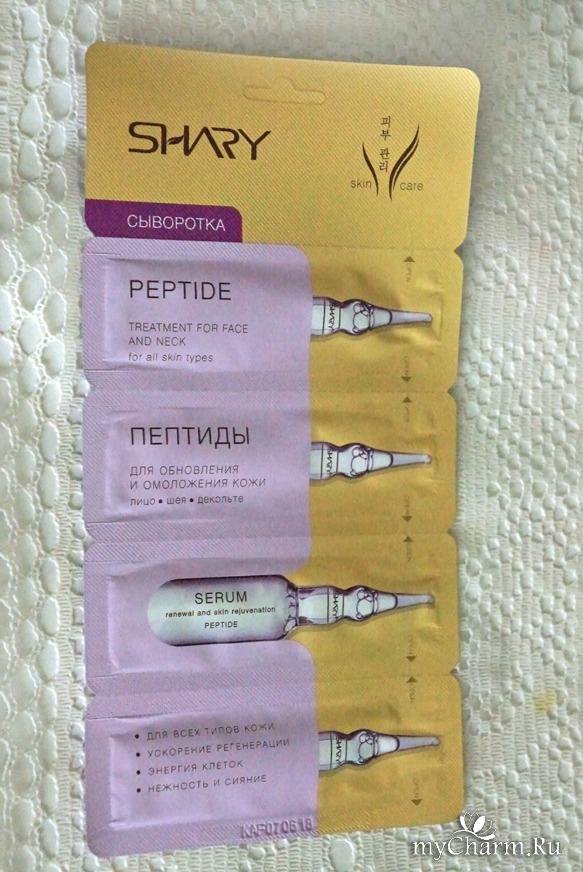 SHARY
피부 관리
skin care
СЫВОРОТКА
PEPTIDE
TREATMENT FOR FACE
AND NECK
for all skin types
ПЕПТИДЫ
ДЛЯ ОБНОВЛЕНИЯ
И ОМОЛОЖЕНИЯ КОЖИ
лицо • шея • декольте
SERUM
renewal and skin rejuvenation
PEPTIDE
• ДЛЯ ВСЕХ ТИПОВ КОЖИ
• УСКОРЕНИЕ РЕГЕНЕРАЦИИ
• ЭНЕРГИЯ КЛЕТОК
• НЕЖНОСТЬ И СИЯНИЕ
myCharm.Ru